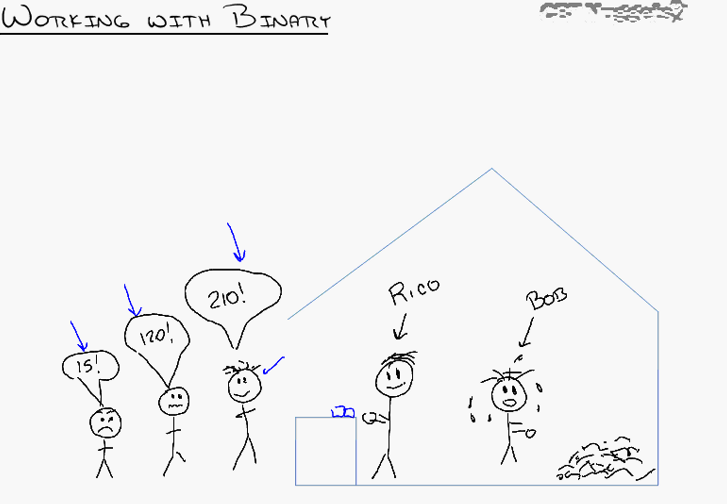 WORKING WITH BINARY
210!
120!
15!
RICO
BOB